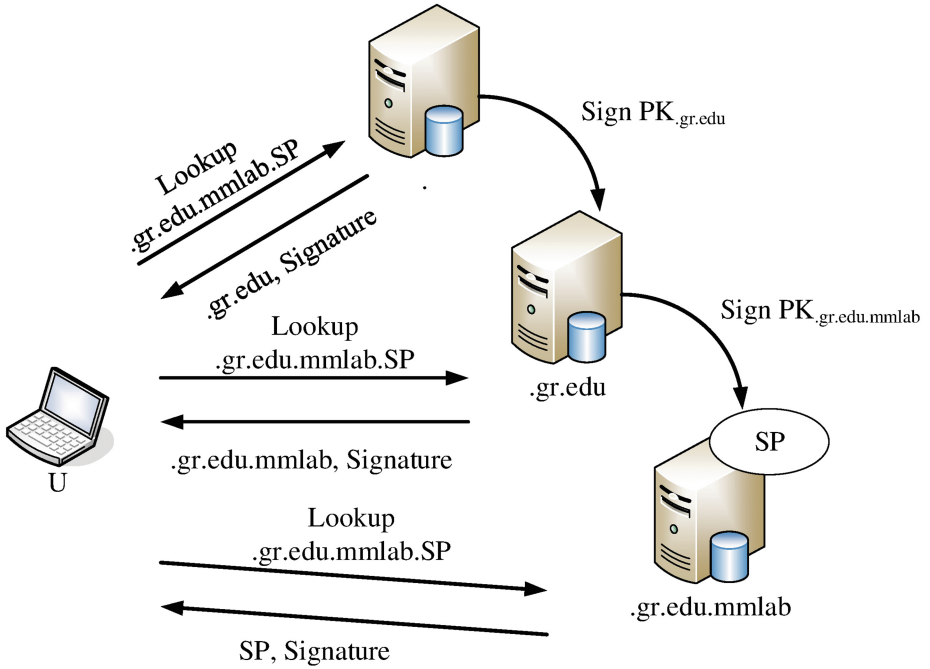 Sign PK.gr.edu
Lookup
.gr.edu.mmlab.SP
.
.gr.edu, Signature
Sign PK.gr.edu.mmlab
Lookup
.gr.edu.mmlab.SP
.gr.edu
SP
.gr.edu.mmlab, Signature
U
Lookup
.gr.edu.mmlab.SP
.gr.edu.mmlab
SP, Signature